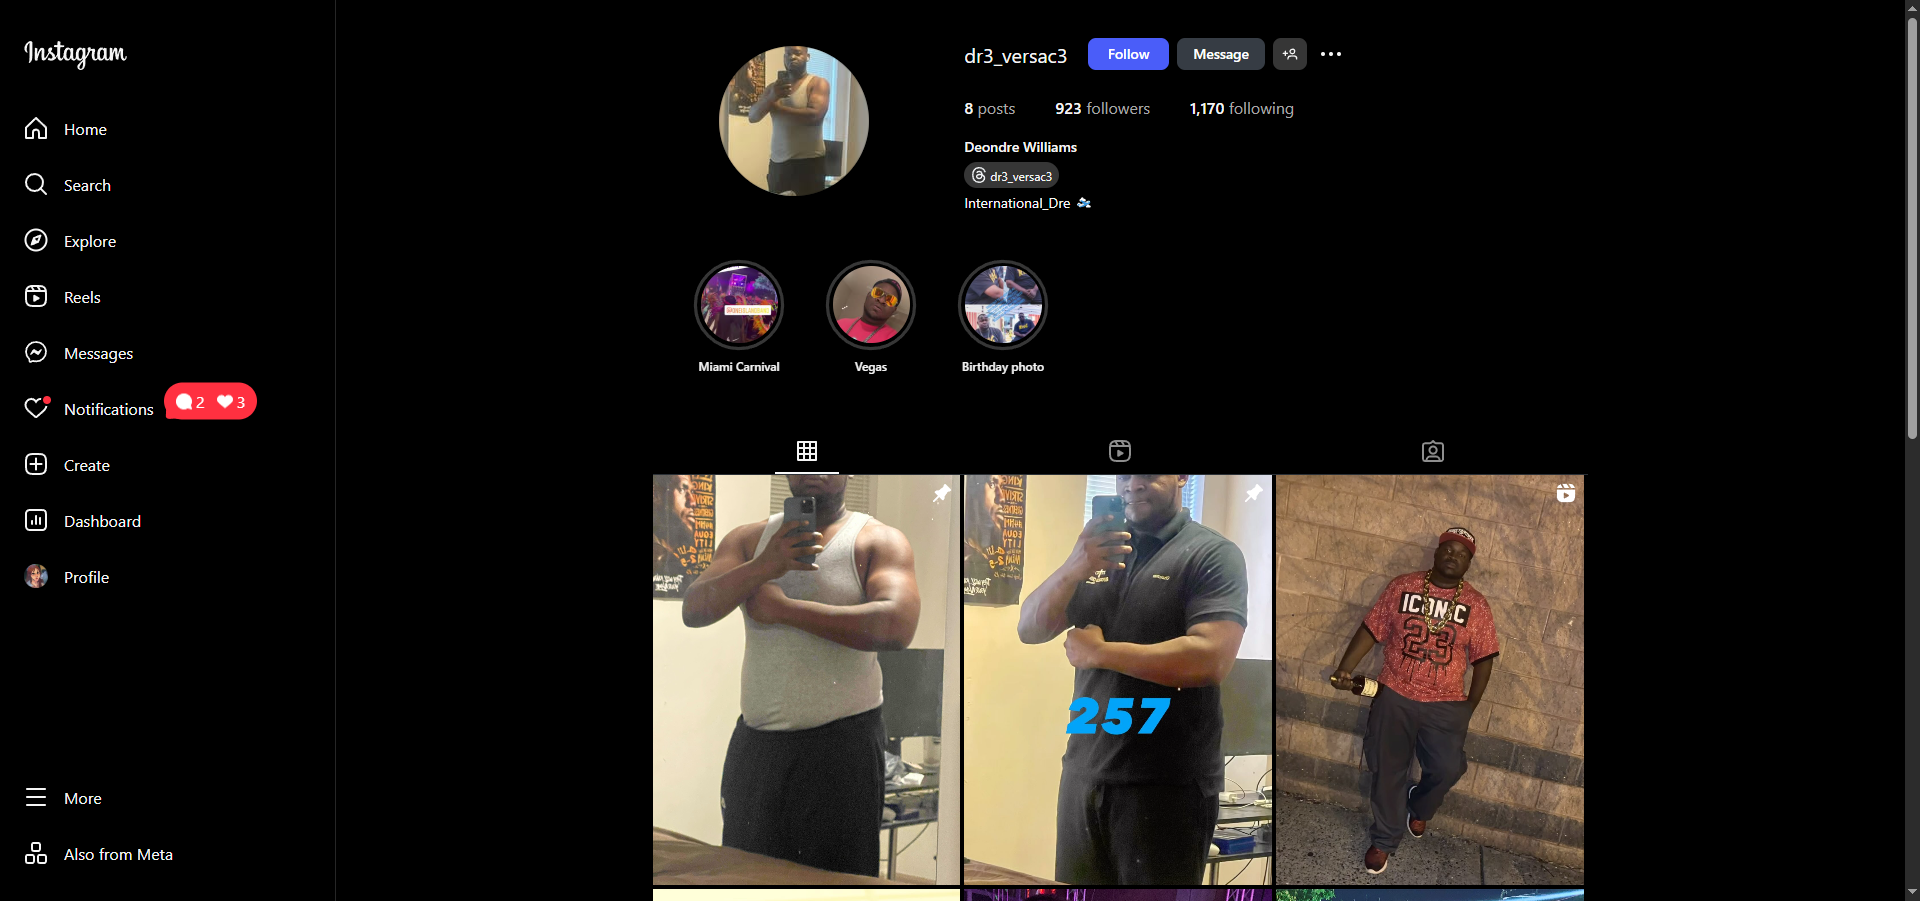 Instagram
Home
Search
Explore
Reels
Messages
Notifications
2 3
Create
Dashboard
Profile
More
Also from Meta
dr3_versac3
Follow
Message
8 posts
923 followers
1,170 following
Deondre Williams
dr3_versac3
International_Dre
Miami Carnival
Vegas
Birthday photo
257
ICONIC
23